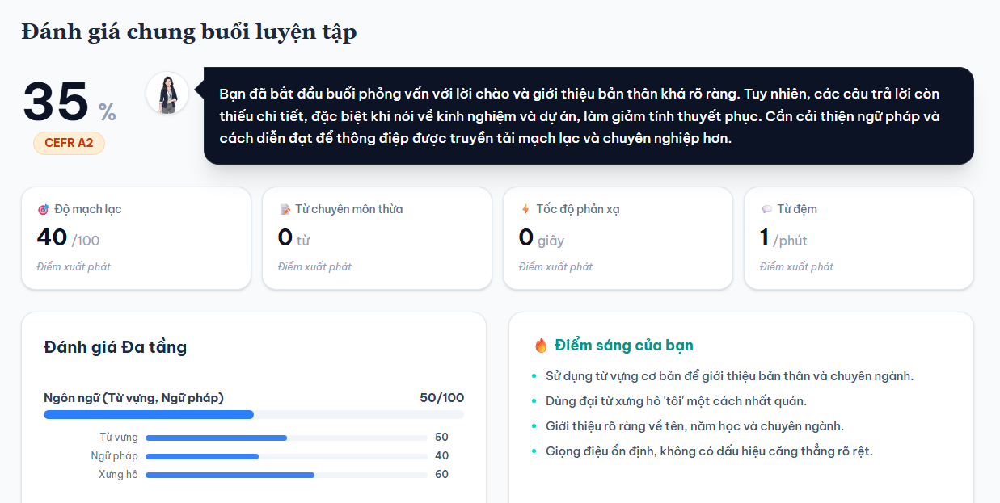 Đánh giá chung buổi luyện tập
35 %
CEFR A2
Bạn đã bắt đầu buổi phỏng vấn với lời chào và giới thiệu bản thân khá rõ ràng. Tuy nhiên, các câu trả lời còn
thiếu chi tiết, đặc biệt khi nói về kinh nghiệm và dự án, làm giảm tính thuyết phục. Cần cải thiện ngữ pháp và
cách diễn đạt để thông điệp được truyền tải mạch lạc và chuyên nghiệp hơn.
Độ mạch lạc
40 /100
Điểm xuất phát
Từ chuyên môn thừa
0 từ
Điểm xuất phát
Tốc độ phản xạ
0 giây
Điểm xuất phát
Từ đệm
1 /phút
Điểm xuất phát
Đánh giá Đa tầng
Ngôn ngữ (Từ vựng, Ngữ pháp) 50/100
Từ vựng 50
Ngữ pháp 40
Xưng hô 60
Điểm sáng của bạn
Sử dụng từ vựng cơ bản để giới thiệu bản thân và chuyên ngành.
Dùng đại từ xưng hô 'tôi' một cách nhất quán.
Giới thiệu rõ ràng về tên, năm học và chuyên ngành.
Giọng điệu ổn định, không có dấu hiệu căng thẳng rõ rệt.